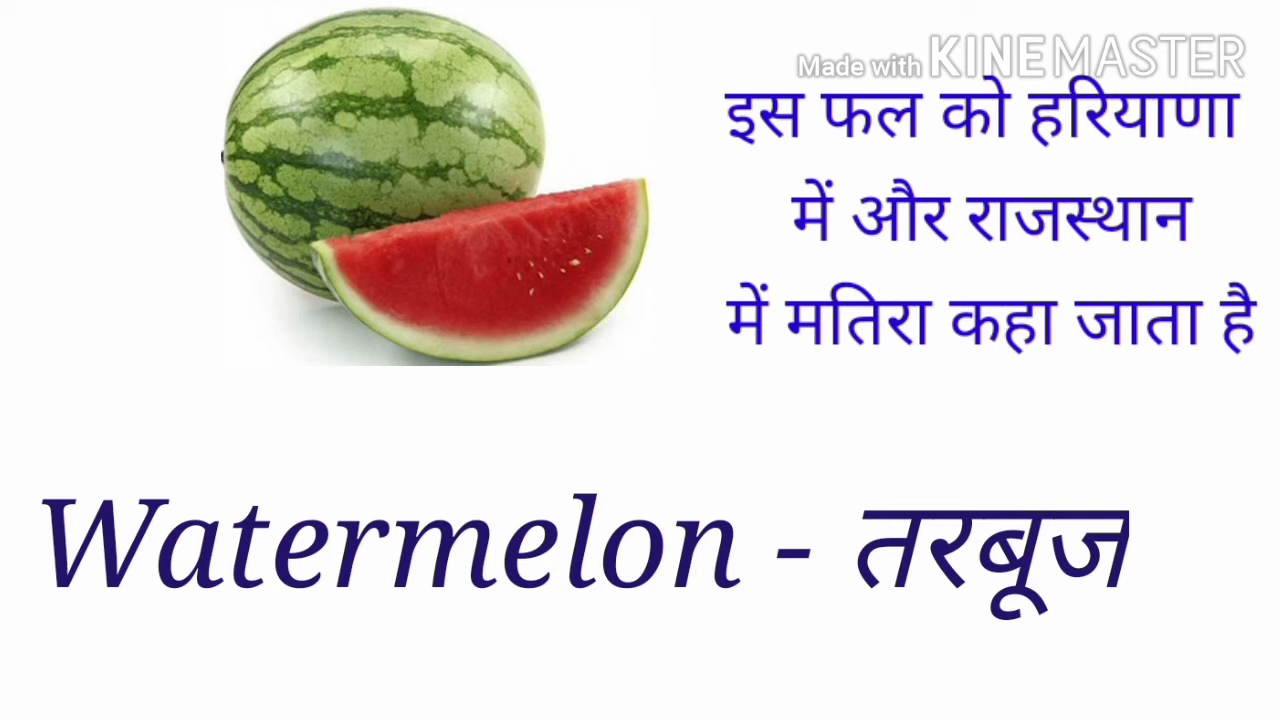 Made with KINEMASTER
इस फल को हरियाणा
में और राजस्थान
में मतिरा कहा जाता है
Watermelon - तरबूज